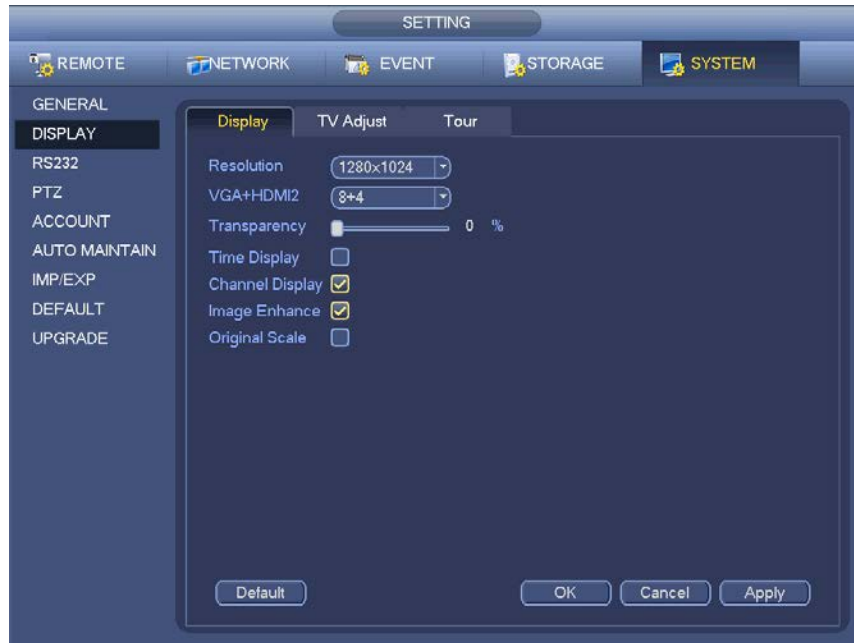 SETTING
REMOTE NETWORK EVENT STORAGE SYSTEM
GENERAL
DISPLAY
RS232
PTZ
ACCOUNT
AUTO MAINTAIN
IMP/EXP
DEFAULT
UPGRADE
Display TV Adjust Tour
Resolution 1280x1024
VGA+HDMI2 8+4
Transparency 0 %
Time Display
Channel Display
Image Enhance
Original Scale
Default OK Cancel Apply